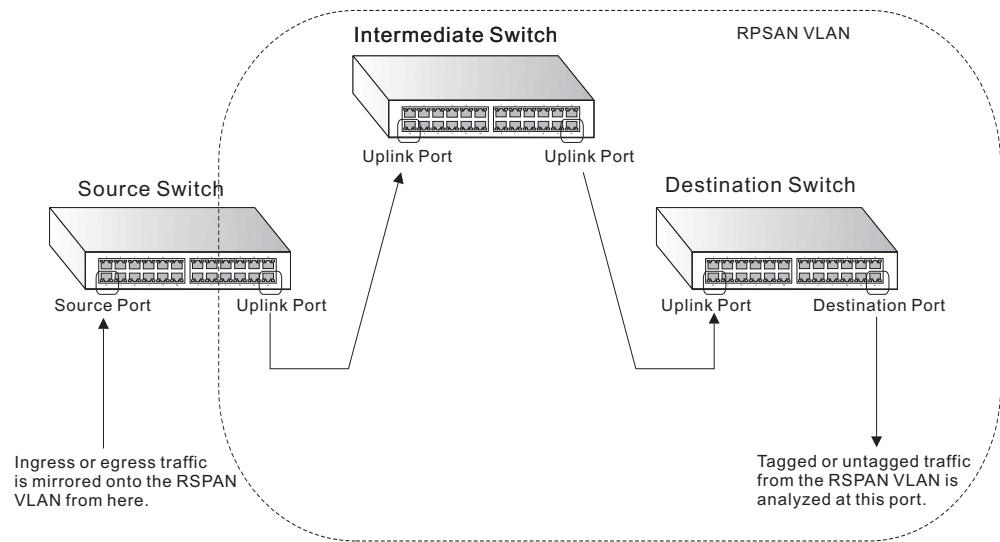 Intermediate Switch
RPSAN VLAN
Uplink Port
Uplink Port
Source Switch
Destination Switch
Source Port
Uplink Port
Uplink Port
Destination Port
Ingress or egress traffic
is mirrored onto the RSPAN
VLAN from here.
Tagged or untagged traffic
from the RSPAN VLAN is
analyzed at this port.